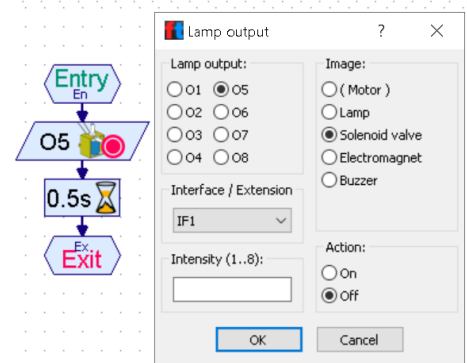 Entry
En
O5
0.5s
Ex
Exit
ft Lamp output ?
Lamp output:
O1 O5
O2 O6
O3 O7
O4 O8
Interface / Extension
IF1
Intensity (1..8):
Image:
( Motor )
Lamp
Solenoid valve
Electromagnet
Buzzer
Action:
On
Off
OK Cancel